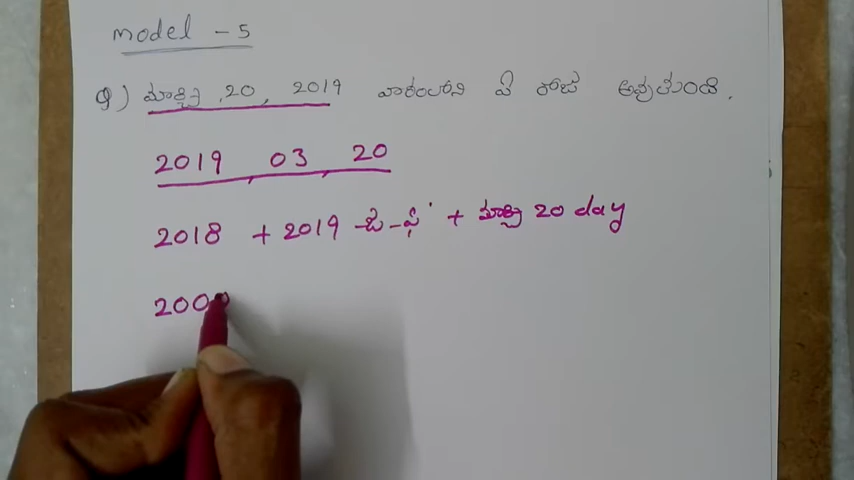 model - 5
Q) మార్చి 20, 2019 వారంలోని ఏ రోజు అవుతుంది.
2019, 03, 20
2018 + 2019 -జ-ఫి + మార్చి 20 day
2000